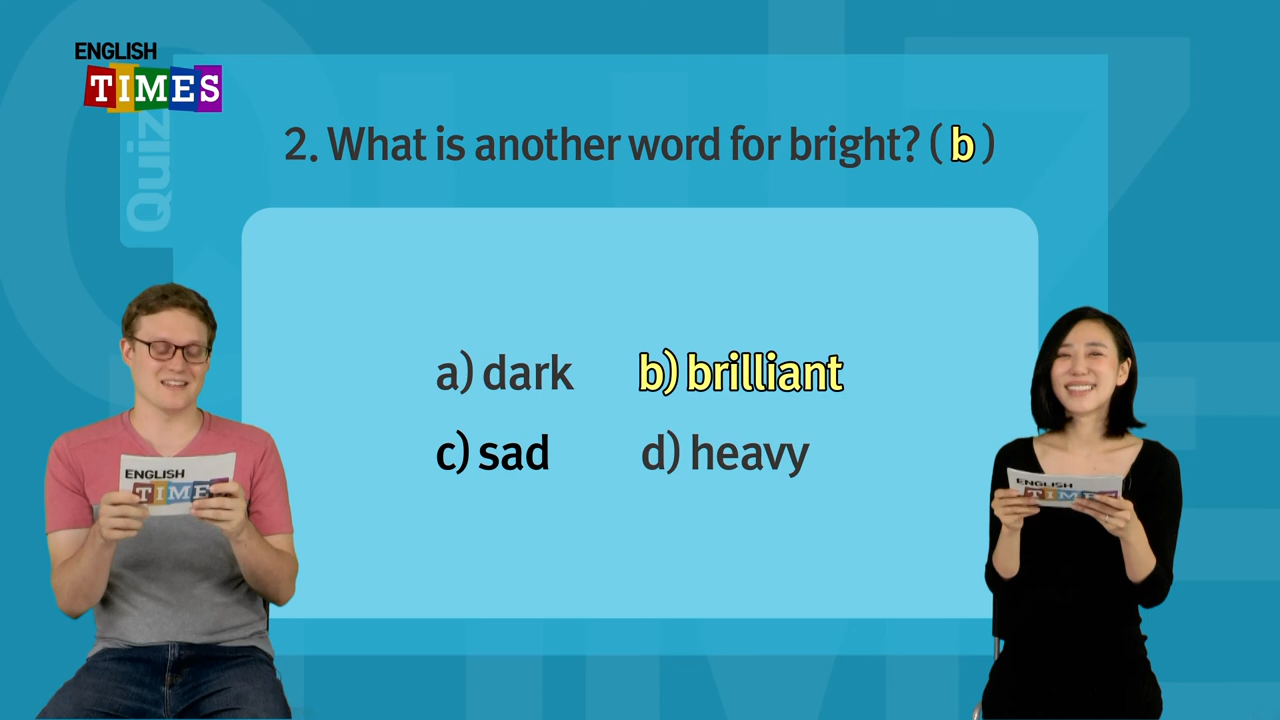 ENGLISH
TIMES
Quiz
2. What is another word for bright? ( b )
a) dark
b) brilliant
c) sad
d) heavy
ENGLISH
TIMES
ENGLISH
TIMES